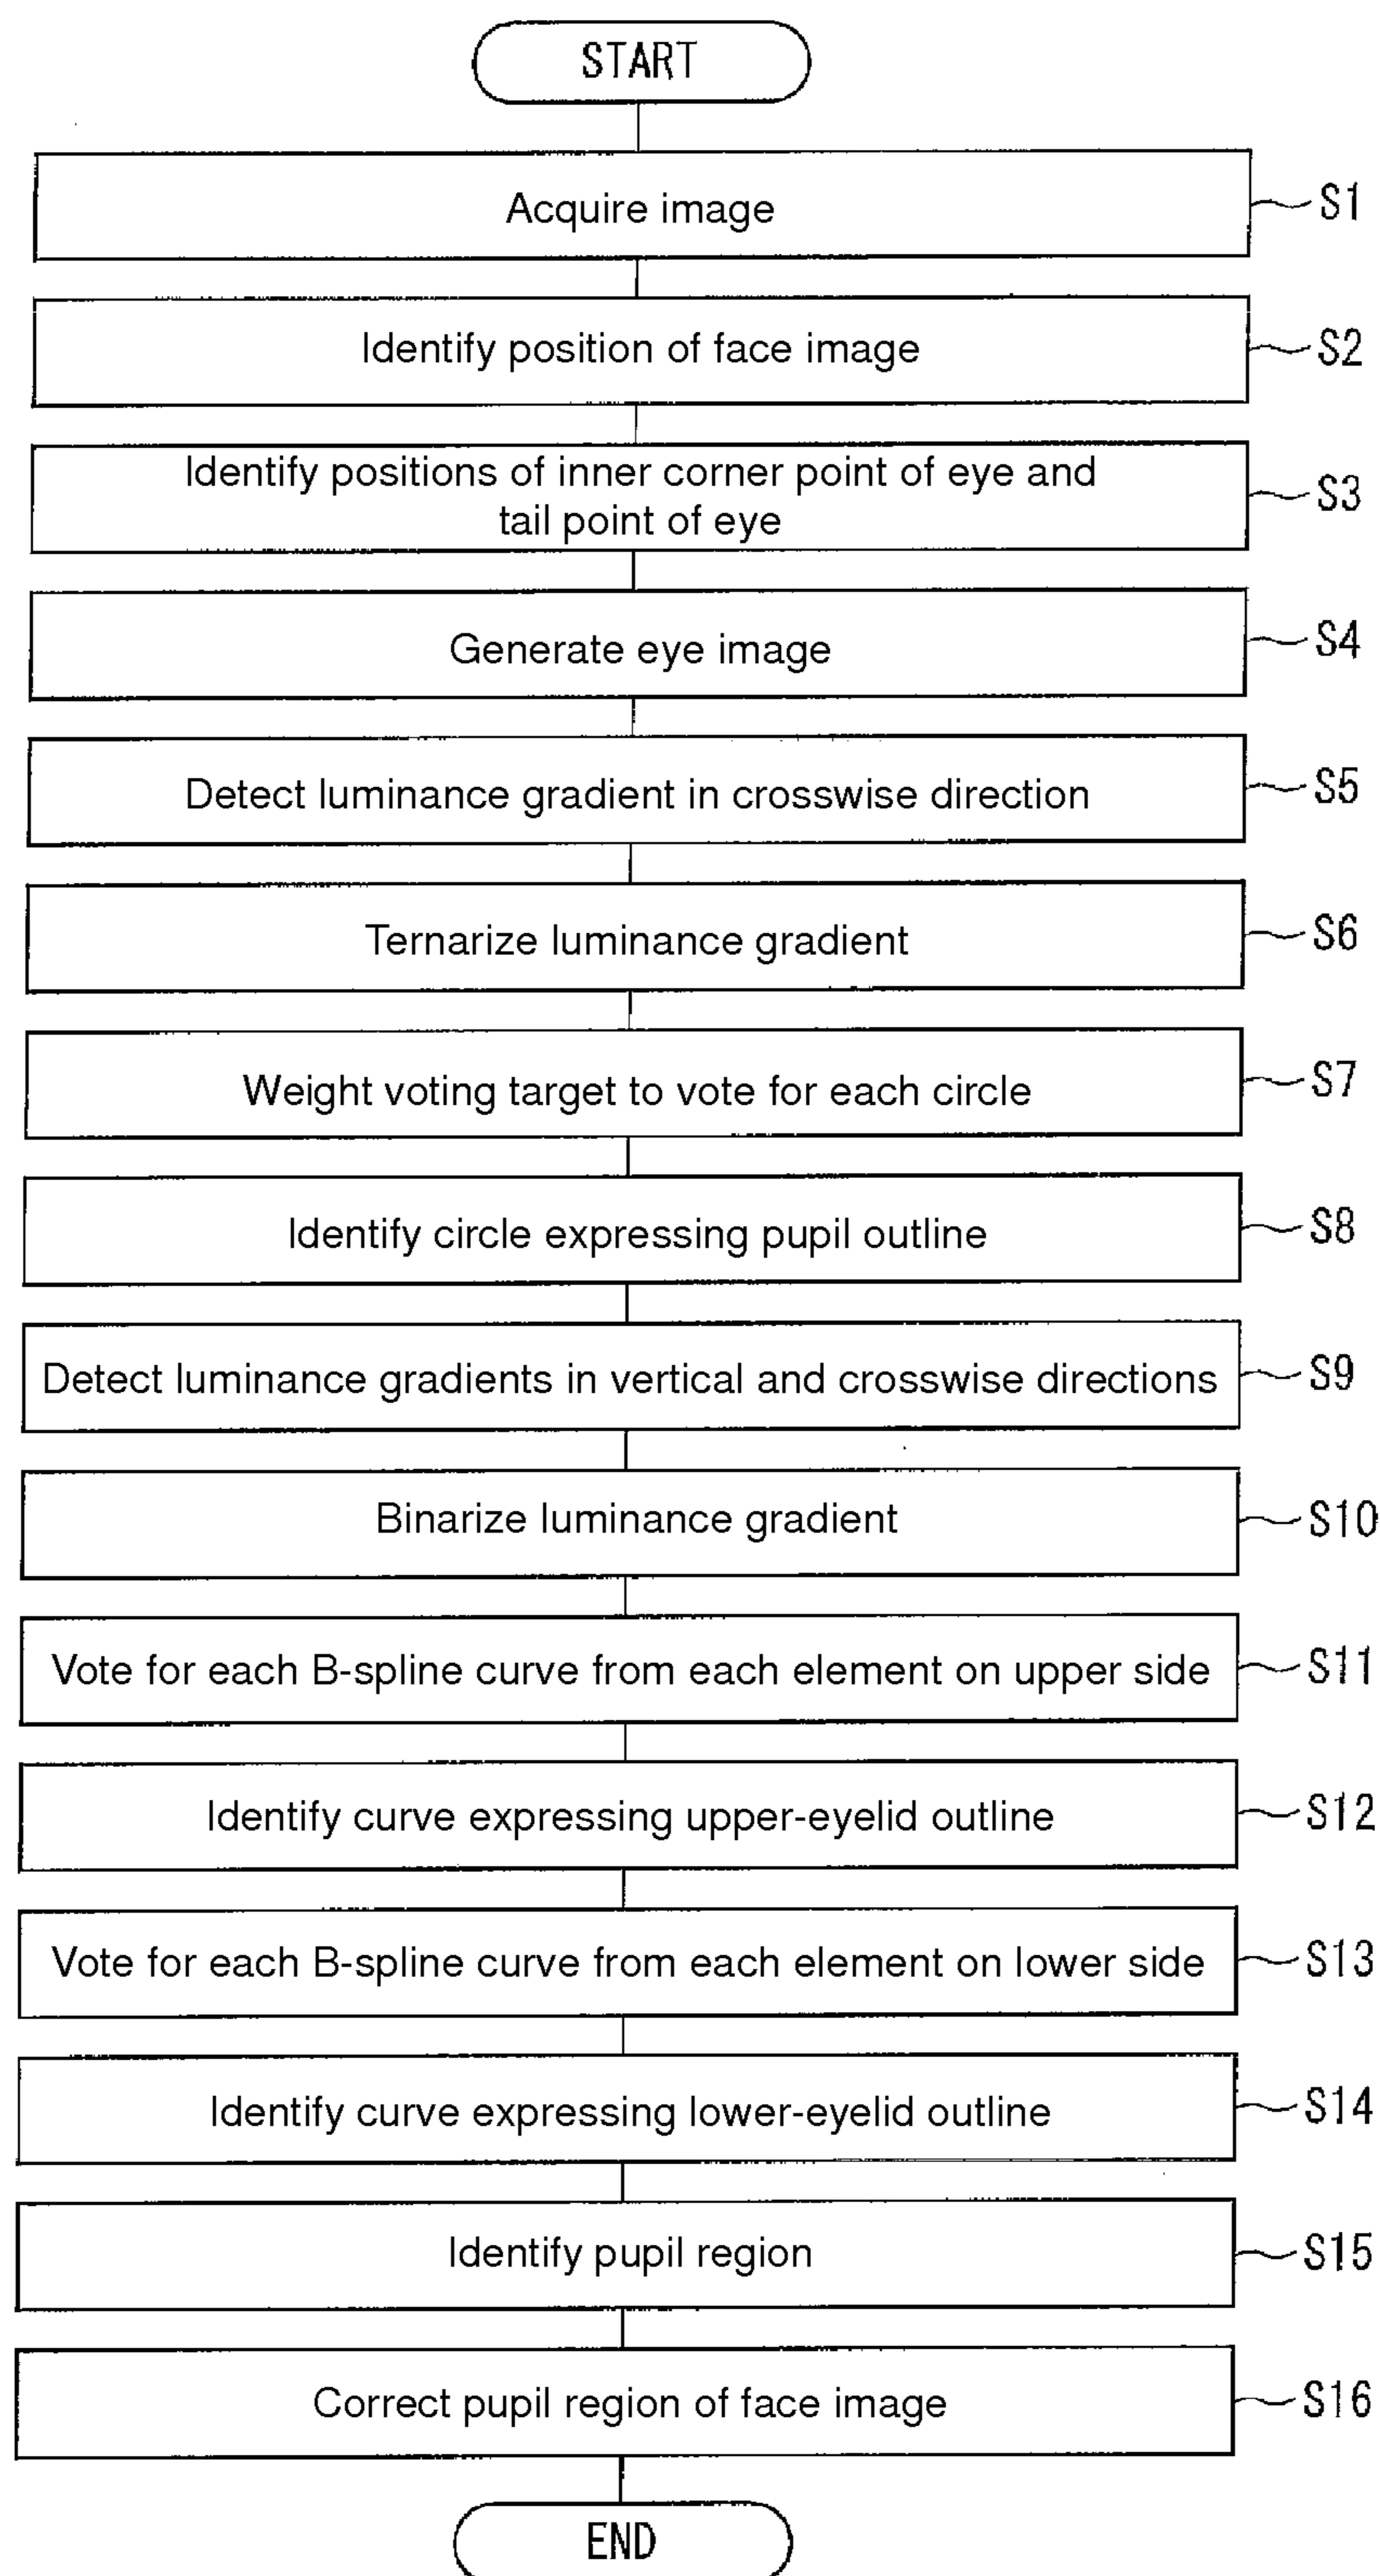 START
Acquire image
S1
Identify position of face image
S2
Identify positions of inner corner point of eye and
tail point of eye
S3
Generate eye image
S4
Detect luminance gradient in crosswise direction
S5
Ternarize luminance gradient
S6
Weight voting target to vote for each circle
S7
Identify circle expressing pupil outline
S8
Detect luminance gradients in vertical and crosswise directions
S9
Binarize luminance gradient
S10
Vote for each B-spline curve from each element on upper side
S11
Identify curve expressing upper-eyelid outline
S12
Vote for each B-spline curve from each element on lower side
S13
Identify curve expressing lower-eyelid outline
S14
Identify pupil region
S15
Correct pupil region of face image
S16
END